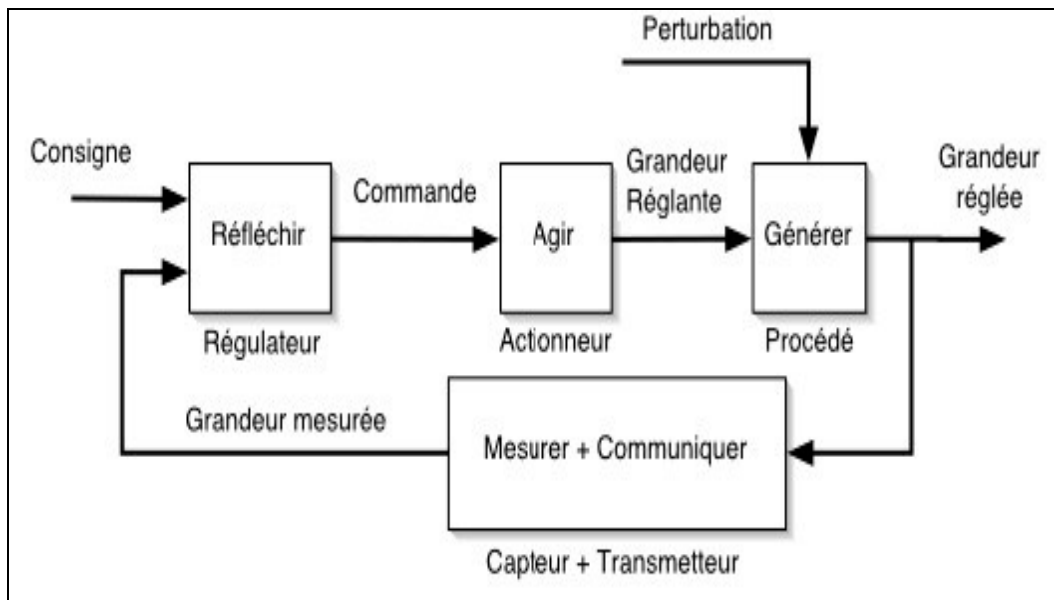 Perturbation
Consigne
Commande
Grandeur
Réglante
Grandeur
réglée
Réfléchir
Agir
Générer
Régulateur
Actionneur
Procédé
Grandeur mesurée
Mesurer + Communiquer
Capteur + Transmetteur